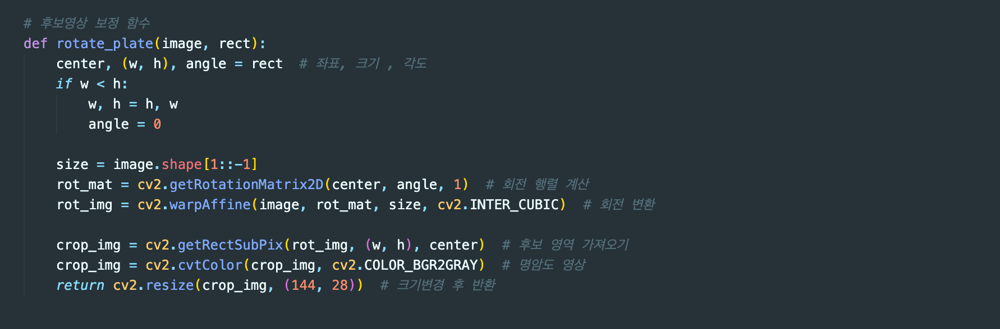 # 후보영상 보정 함수
def rotate_plate(image, rect):
    center, (w, h), angle = rect  # 좌표, 크기 , 각도
    if w < h:
        w, h = h, w
        angle = 0

    size = image.shape[1::-1]
    rot_mat = cv2.getRotationMatrix2D(center, angle, 1)  # 회전 행렬 계산
    rot_img = cv2.warpAffine(image, rot_mat, size, cv2.INTER_CUBIC)  # 회전 변환

    crop_img = cv2.getRectSubPix(rot_img, (w, h), center)  # 후보 영역 가져오기
    crop_img = cv2.cvtColor(crop_img, cv2.COLOR_BGR2GRAY)  # 명암도 영상
    return cv2.resize(crop_img, (144, 28))  # 크기변경 후 반환